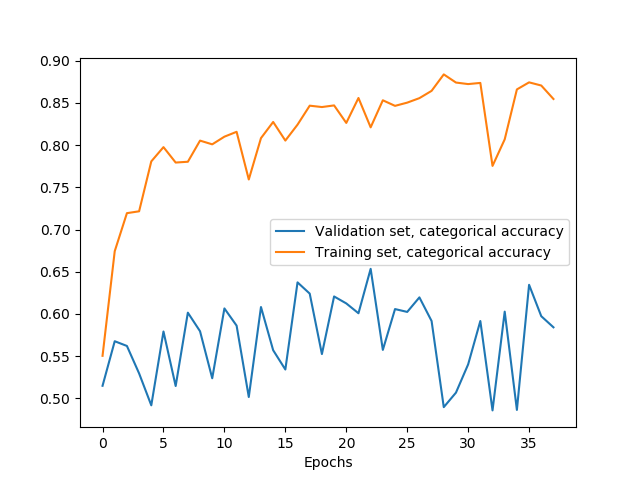 0.90
0.85
0.80
0.75
0.70
0.65
0.60
0.55
0.50
Validation set, categorical accuracy
Training set, categorical accuracy
0 5 10 15 20 25 30 35
Epochs